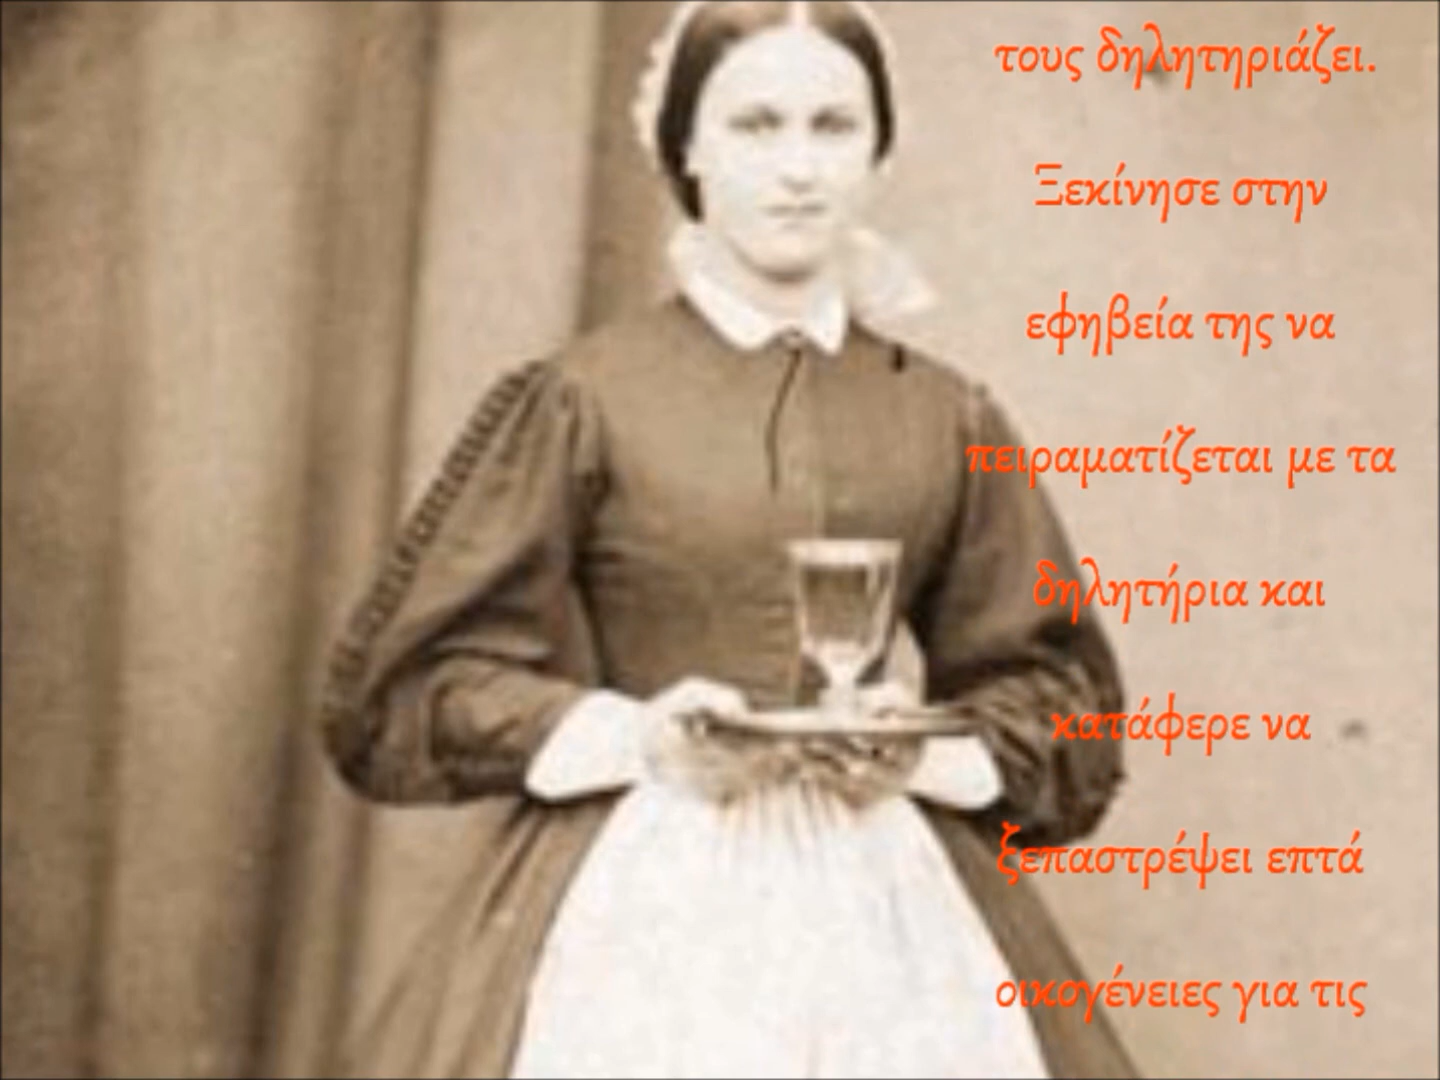 τους δηλητηριάζει.
Ξεκίνησε στην
εφηβεία της να
πειραματίζεται με τα
δηλητήρια και
κατάφερε να
ξεπαστρέψει επτά
οικογένειες για τις